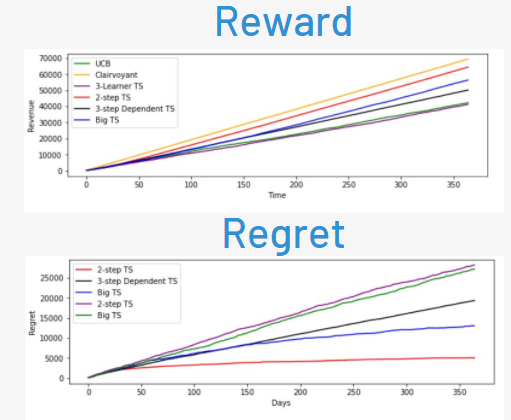 Reward
70000
60000
50000
40000
30000
20000
10000
0
Revenue
UCB
Clairvoyant
3-Learner TS
2-step TS
3-step Dependent TS
Big TS
0 50 100 150 200 250 300 350
Time
Regret
25000
20000
15000
10000
5000
0
Regret
2-step TS
3-step Dependent TS
Big TS
2-step TS
Big TS
0 50 100 150 200 250 300 350
Days